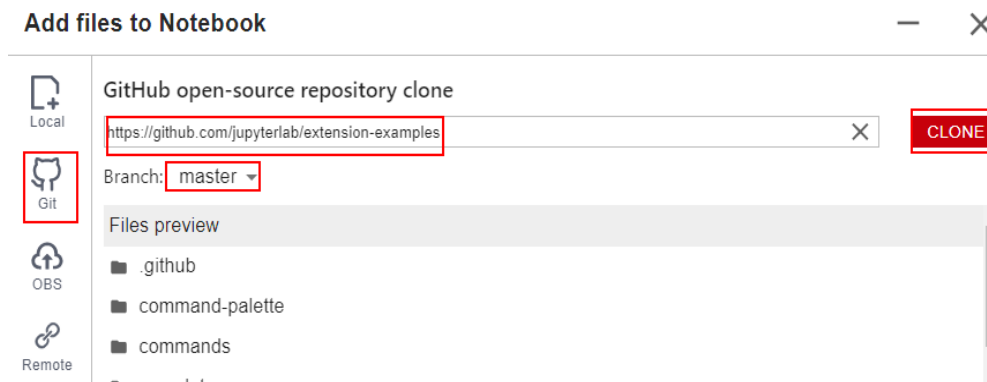 Add files to Notebook
Local
Git
OBS
Remote
GitHub open-source repository clone
https://github.com/jupyterlab/extension-examples
CLONE
Branch: master
Files preview
.github
command-palette
commands